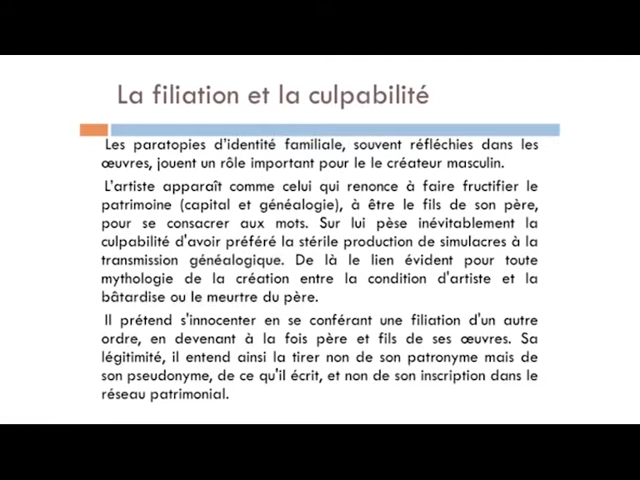 La filiation et la culpabilité
Les paratopies d'identité familiale, souvent réfléchies dans les
œuvres, jouent un rôle important pour le le créateur masculin.
L'artiste apparaît comme celui qui renonce à faire fructifier le
patrimoine (capital et généalogie), à être le fils de son père,
pour se consacrer aux mots. Sur lui pèse inévitablement la
culpabilité d'avoir préféré la stérile production de simulacres à la
transmission généalogique. De là le lien évident pour toute
mythologie de la création entre la condition d'artiste et la
bâtardise ou le meurtre du père.
Il prétend s'innocenter en se conférant une filiation d'un autre
ordre, en devenant à la fois père et fils de ses œuvres. Sa
légitimité, il entend ainsi la tirer non de son patronyme mais de
son pseudonyme, de ce qu'il écrit, et non de son inscription dans le
réseau patrimonial.